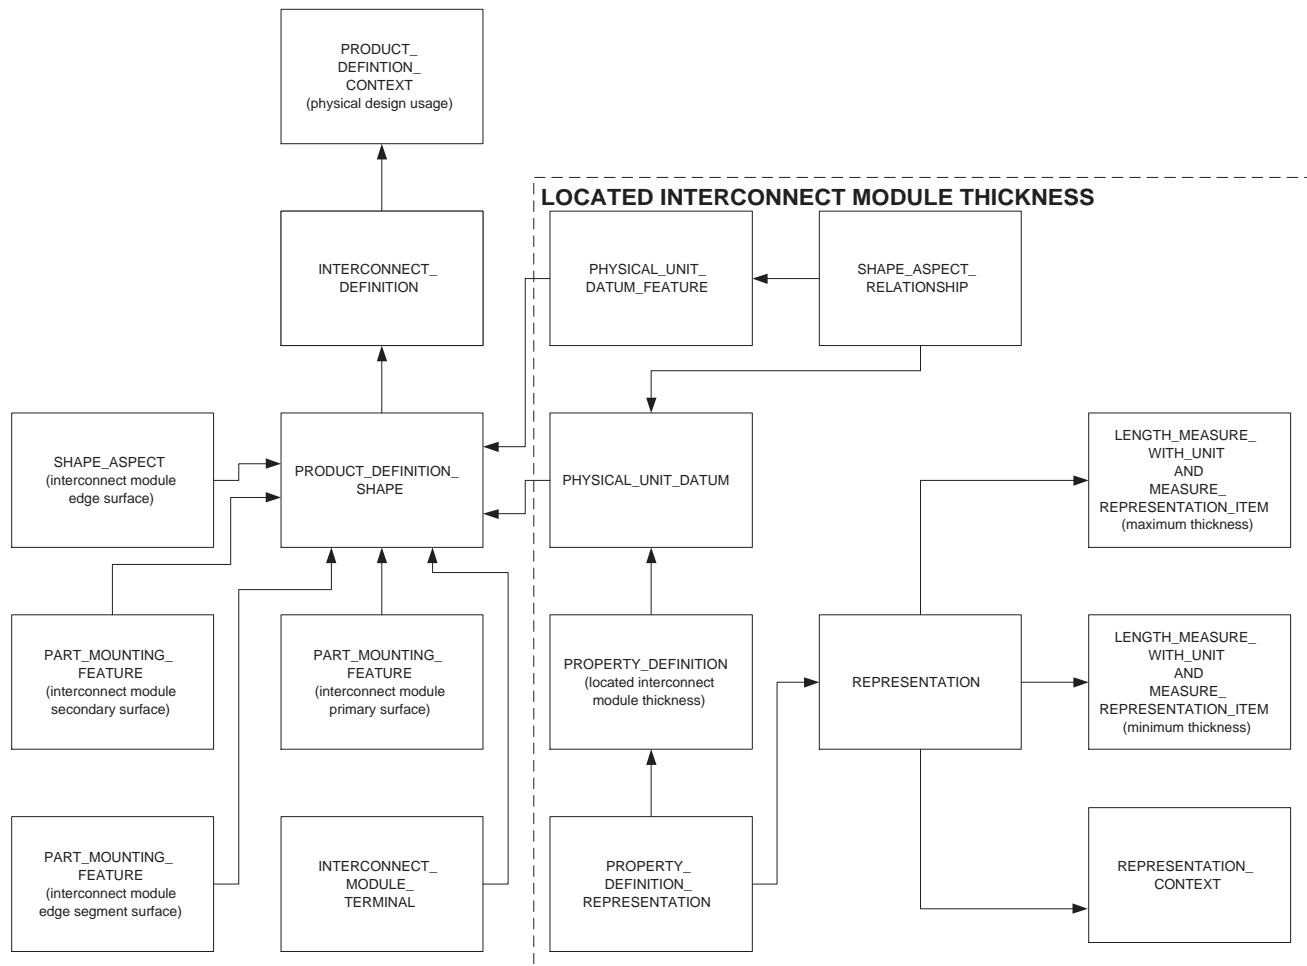 PRODUCT_
DEFINTION_
CONTEXT
(physical design usage)
LOCATED INTERCONNECT MODULE THICKNESS
INTERCONNECT_
DEFINITION
PHYSICAL_UNIT_
DATUM_FEATURE
SHAPE_ASPECT_
RELATIONSHIP
SHAPE_ASPECT
(interconnect module
edge surface)
PRODUCT_DEFINITION_
SHAPE
PHYSICAL_UNIT_DATUM
LENGTH_MEASURE_
WITH_UNIT
AND
MEASURE_
REPRESENTATION_ITEM
(maximum thickness)
PART_MOUNTING_
FEATURE
(interconnect module
secondary surface)
PART_MOUNTING_
FEATURE
(interconnect module
primary surface)
PROPERTY_DEFINITION
(located interconnect
module thickness)
REPRESENTATION
LENGTH_MEASURE_
WITH_UNIT
AND
MEASURE_
REPRESENTATION_ITEM
(minimum thickness)
PART_MOUNTING_
FEATURE
(interconnect module
edge segment surface)
INTERCONNECT_
MODULE_
TERMINAL
PROPERTY_
DEFINITION_
REPRESENTATION
REPRESENTATION_
CONTEXT